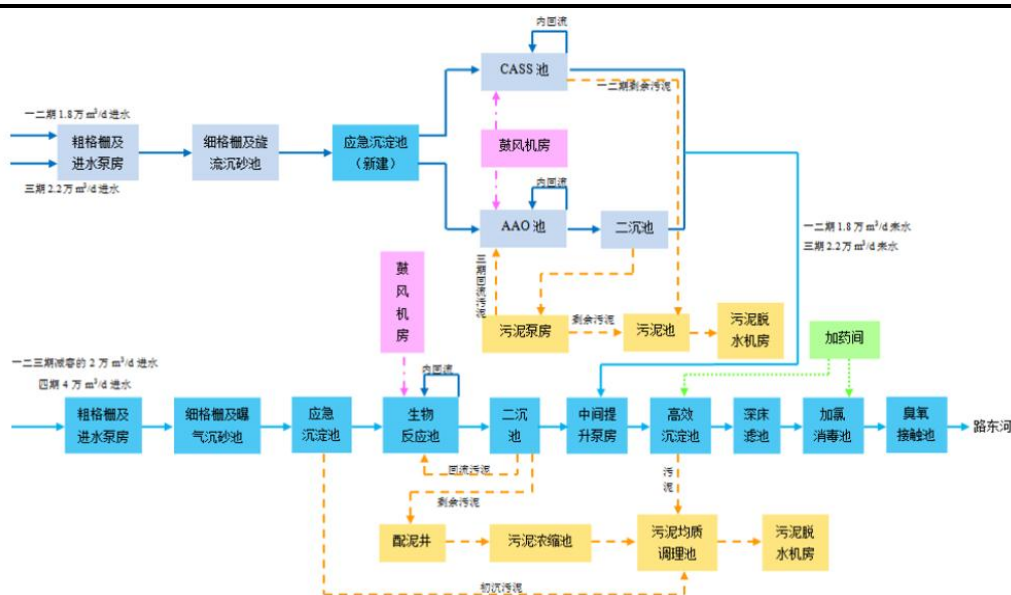 内回流
CASS 池
一二期剩余污泥
一二期 1.8万 m³/d 进水
粗格栅及
进水泵房
细格栅及旋
流沉砂池
应急沉淀池
（新建）
鼓风机房
三期 2.2万 m³/d 进水
内回流
AAO 池
二沉池
一二期 1.8万 m³/d 来水
三期 2.2万 m³/d 来水
鼓
风
机
房
三期回流污泥
污泥泵房
剩余污泥
污泥池
污泥脱
水机房
加药间
一二三期减容的 2 万 m³/d 进水
四期 4 万 m³/d 进水
内回流
粗格栅及
进水泵房
细格栅及曝
气沉砂池
应急
沉淀池
生物
反应池
二沉
池
中间提
升泵房
高效
沉淀池
深床
滤池
加氯
消毒池
臭氧
接触池
路东河
回流污泥
剩余污泥
污泥
配泥井
污泥浓缩池
污泥均质
调理池
污泥脱
水机房
初沉污泥